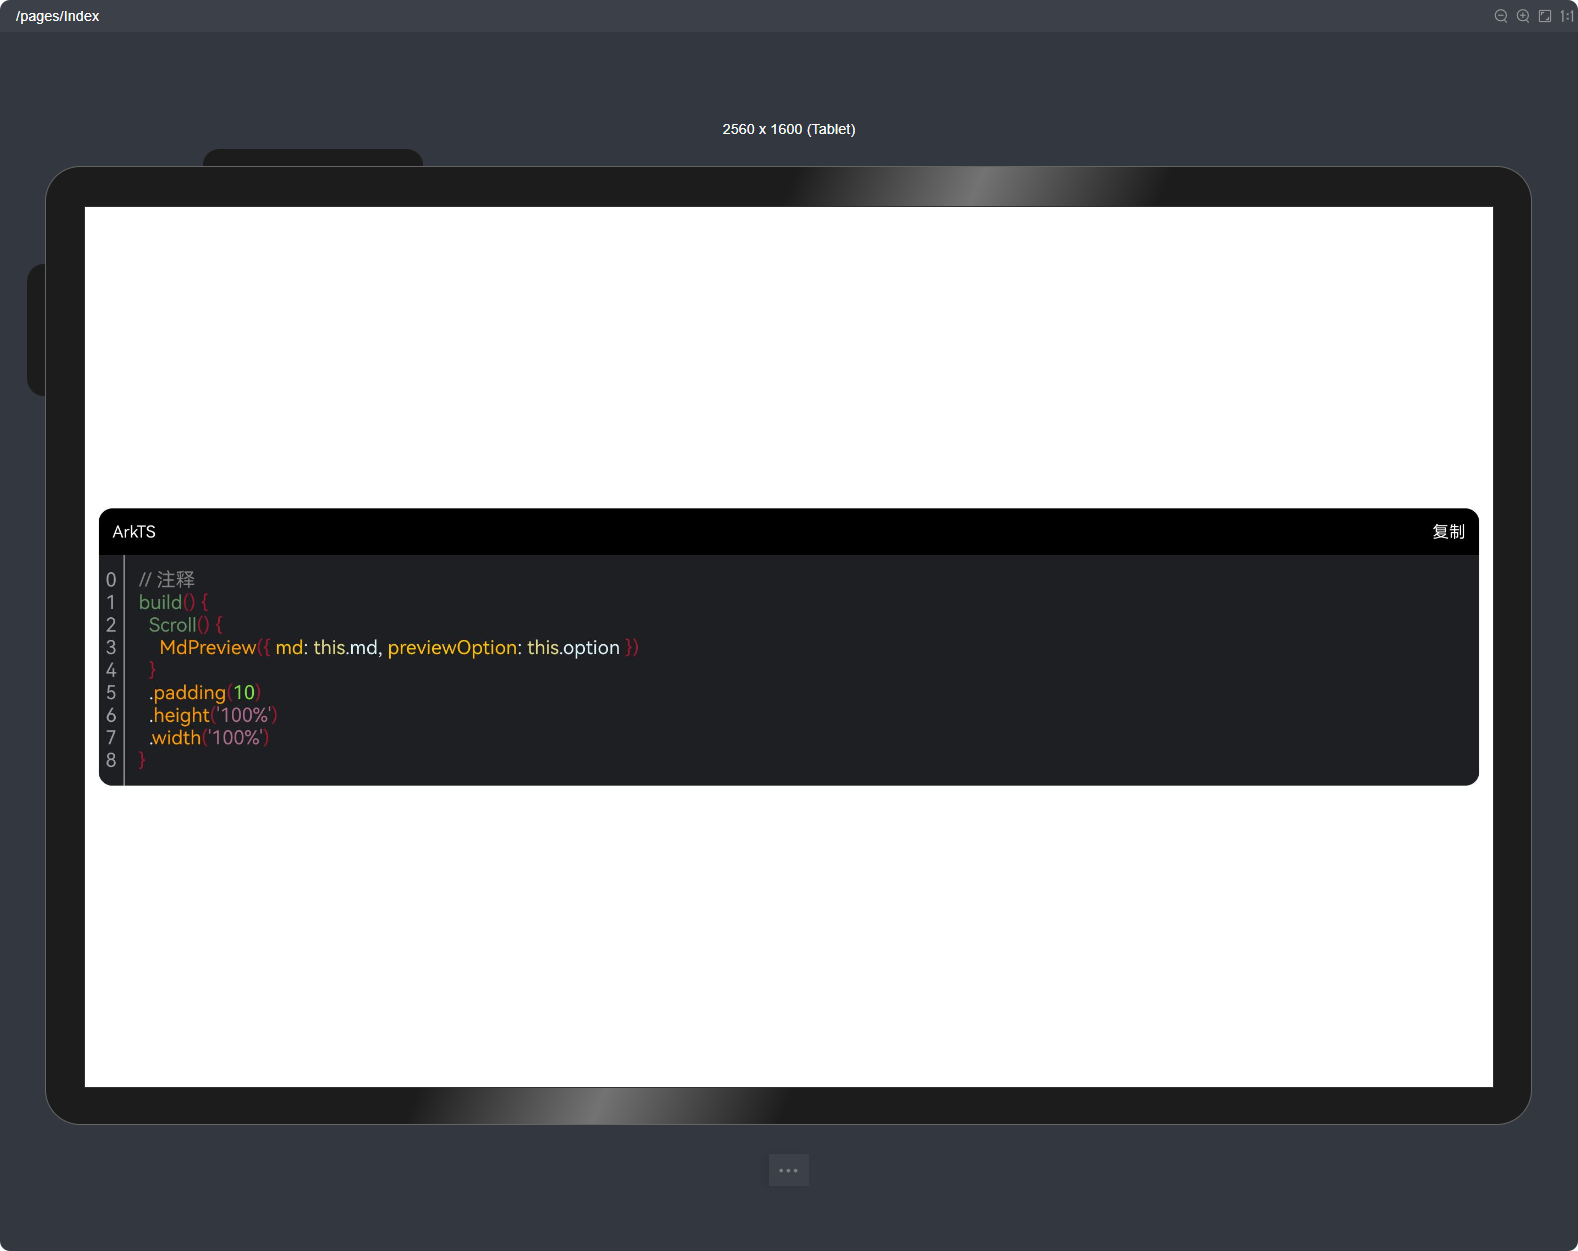 /pages/Index
1:1
2560 x 1600 (Tablet)
ArkTS 复制
0 // 注释
1 build() {
2   Scroll() {
3     MdPreview({ md: this.md, previewOption: this.option })
4   }
5   .padding(10)
6   .height('100%')
7   .width('100%')
8 }